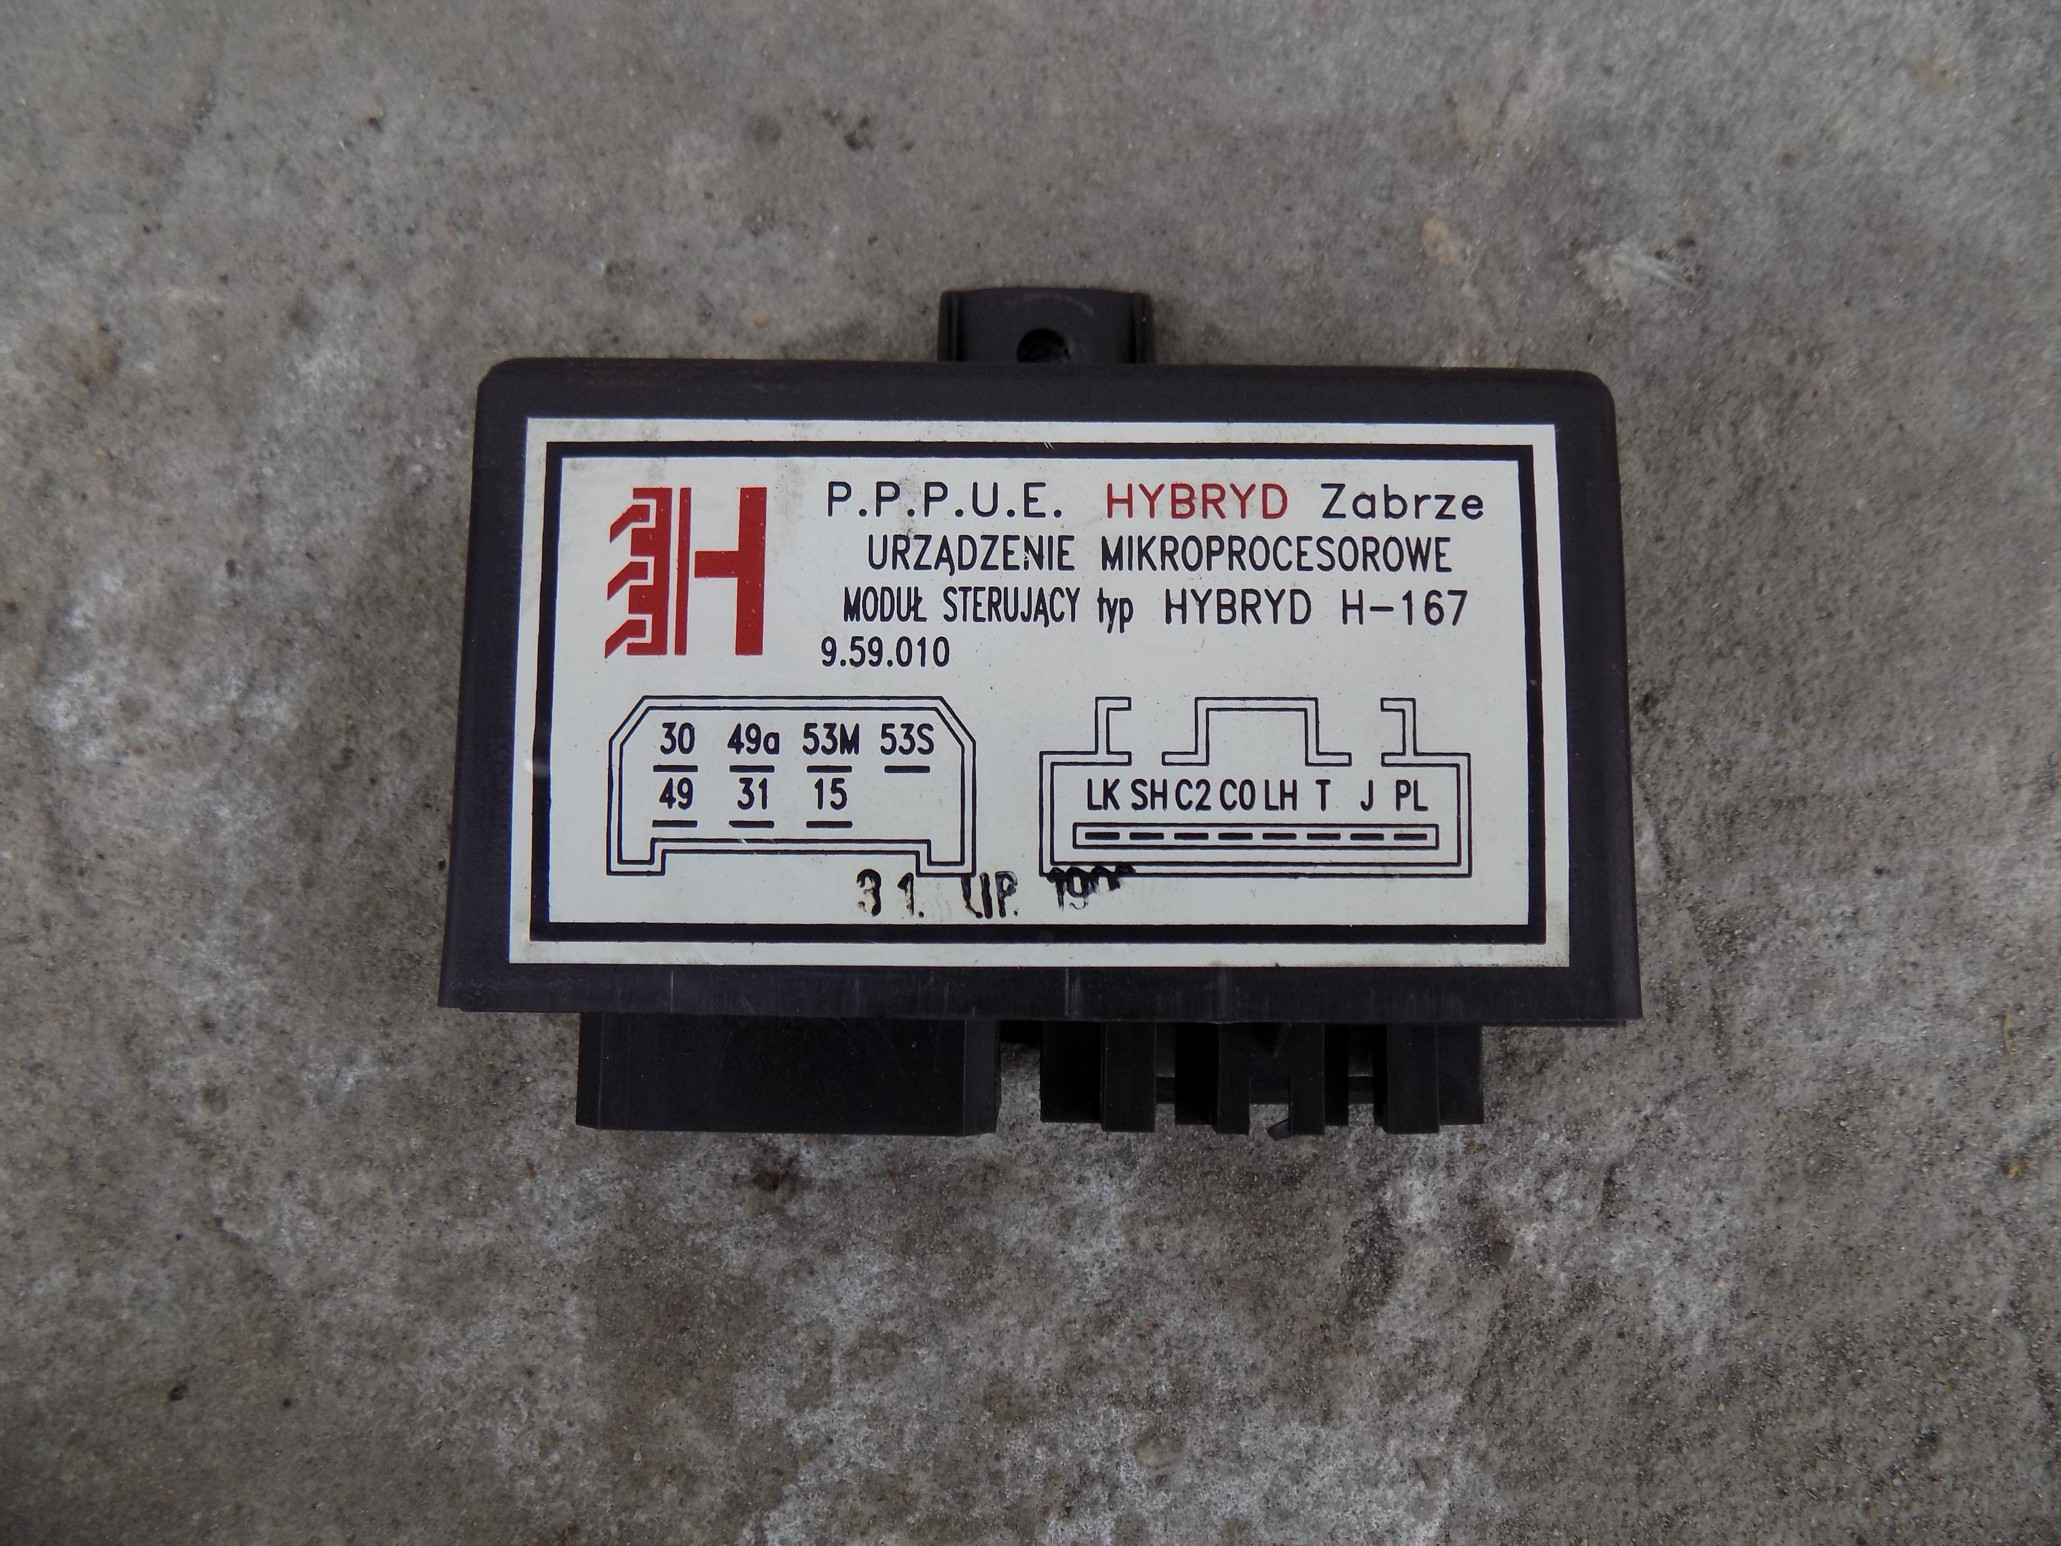 H
P.P.P.U.E. HYBRYD Zabrze
URZĄDZENIE MIKROPROCESOROWE
MODUŁ STERUJĄCY typ HYBRYD H-167
9.59.010
30 49a 53M 53S
49 31 15
LK SH C2 CO LH T J PL
31. LIP.